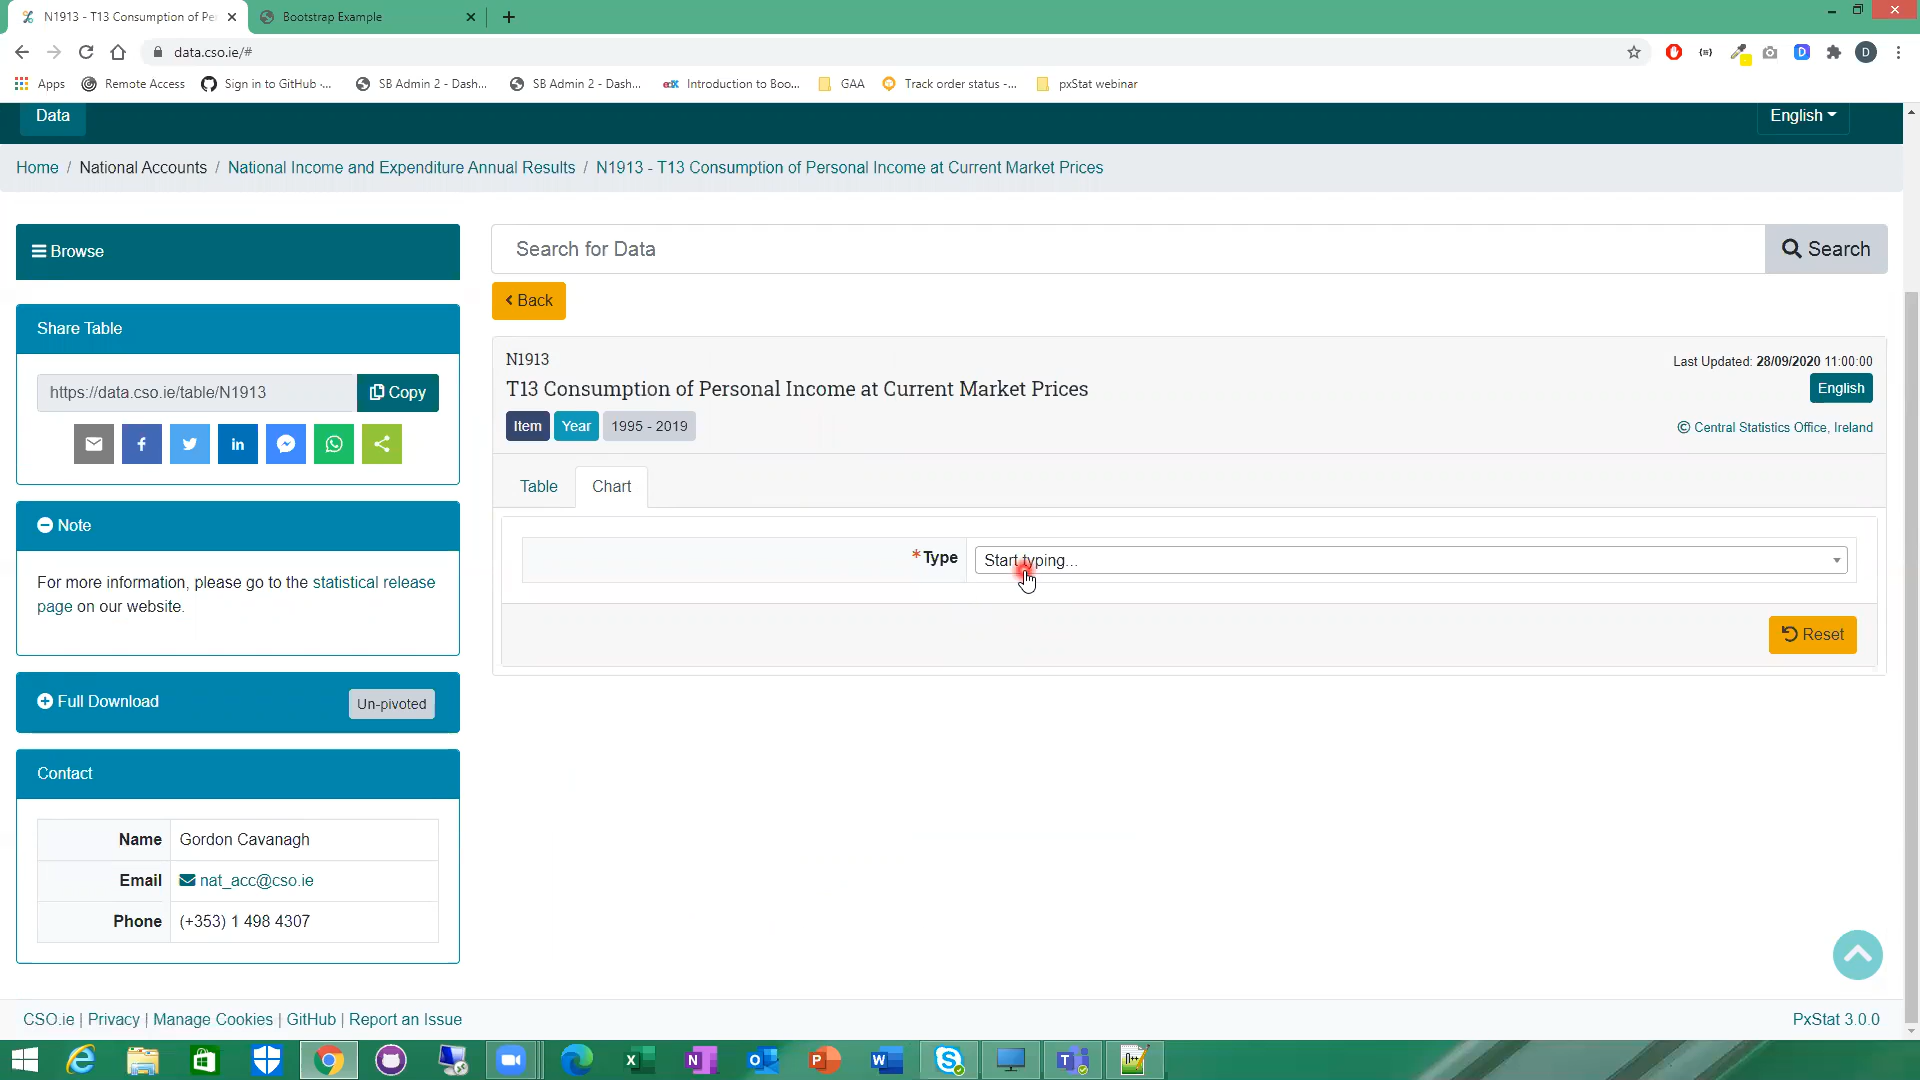 N1913 - T13 Consumption of Pe
Bootstrap Example
data.cso.ie/#
Apps
Remote Access
Sign in to GitHub ·...
SB Admin 2 - Dash...
SB Admin 2 - Dash...
edX
Introduction to Boo...
GAA
Track order status -...
pxStat webinar
Data
English
Home / National Accounts / National Income and Expenditure Annual Results / N1913 - T13 Consumption of Personal Income at Current Market Prices
Browse
Search for Data
Search
Back
Share Table
https://data.cso.ie/table/N1913
Copy
Note
For more information, please go to the statistical release
page on our website.
Full Download
Un-pivoted
Contact
Name Gordon Cavanagh
Email nat_acc@cso.ie
Phone (+353) 1 498 4307
N1913
T13 Consumption of Personal Income at Current Market Prices
Item Year 1995 - 2019
Last Updated: 28/09/2020 11:00:00
English
© Central Statistics Office, Ireland
Table
Chart
*Type
Start typing...
Reset
CSO.ie | Privacy | Manage Cookies | GitHub | Report an Issue
PxStat 3.0.0